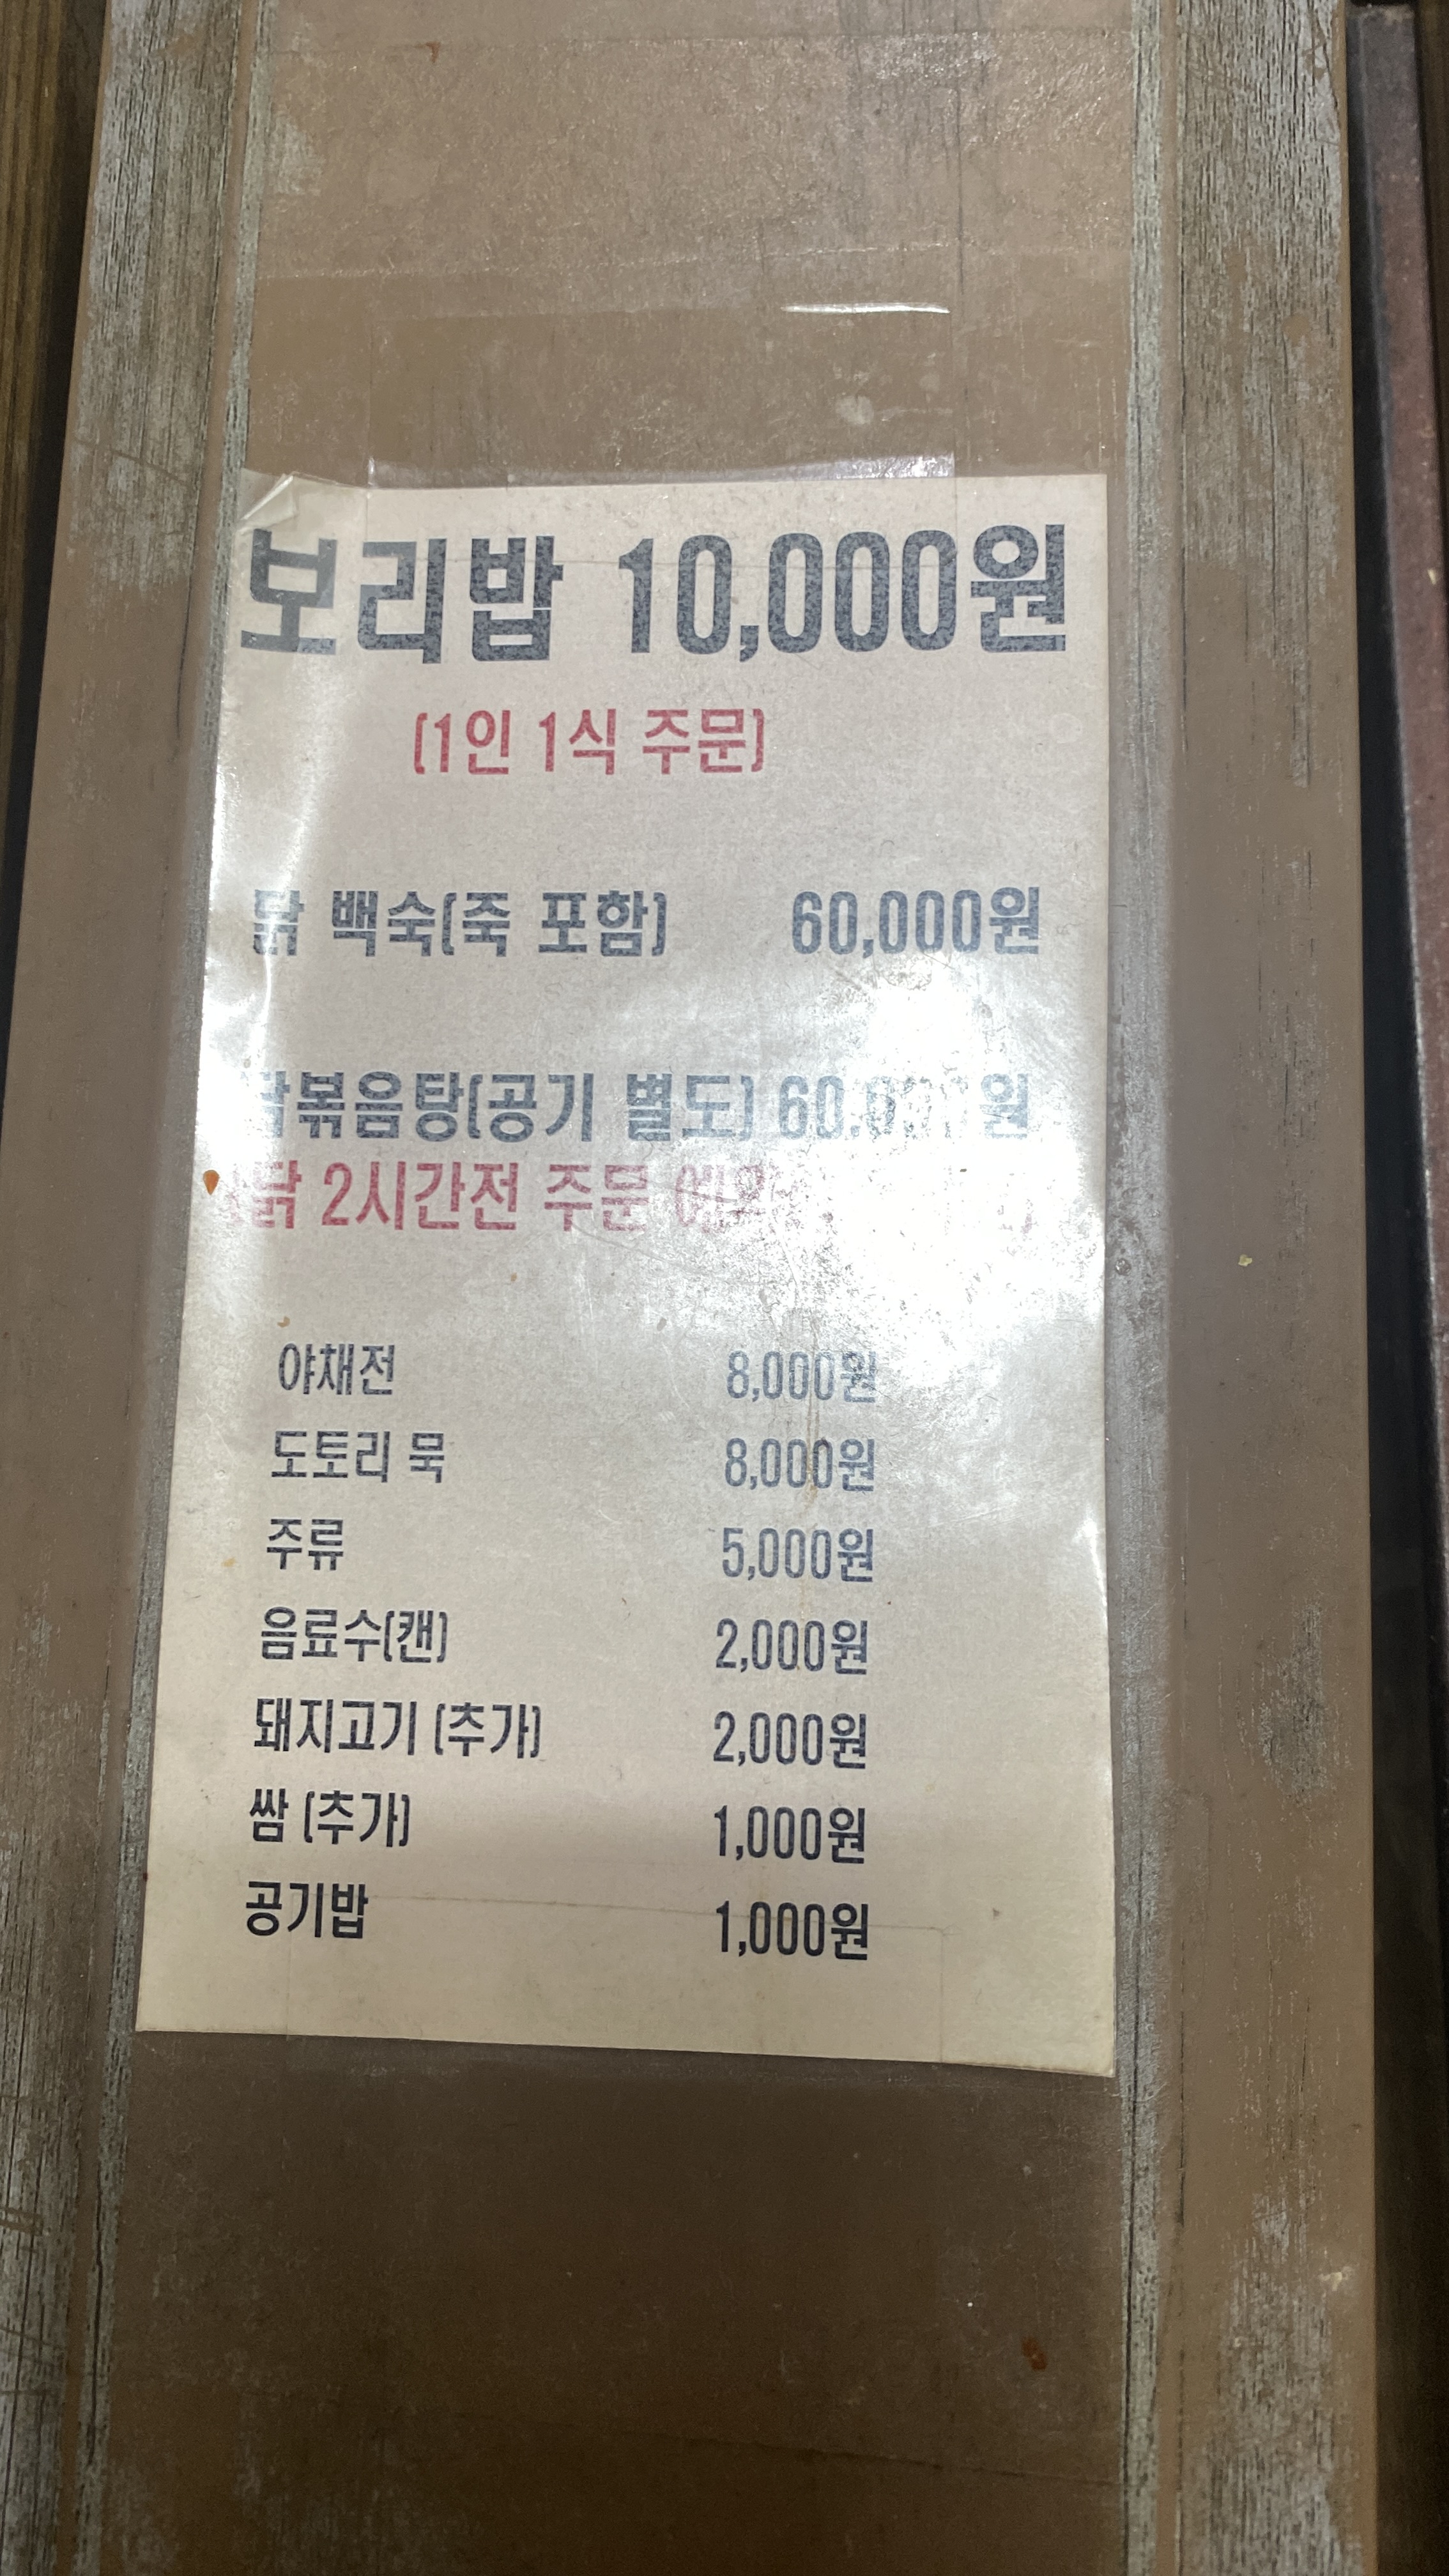 보리밥 10,000원
(1인 1식 주문)
닭 백숙(죽 포함) 60,000원
닭볶음탕(공기 별도)
닭 2시간전 주문
야채전 8,000원
도토리 묵 8,000원
주류 5,000원
음료수(캔) 2,000원
돼지고기 (추가) 2,000원
쌈 (추가) 1,000원
공기밥 1,000원